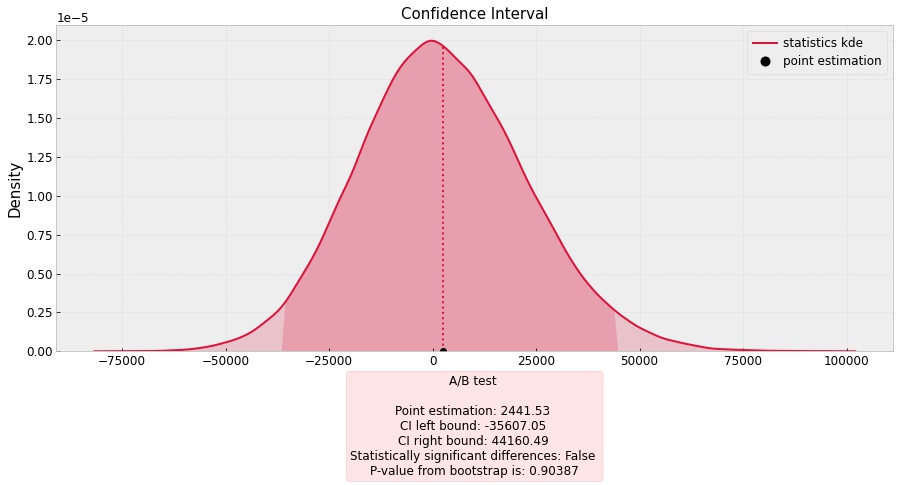 Confidence Interval
1e−5
2.00
1.75
1.50
1.25
1.00
0.75
0.50
0.25
0.00
Density
statistics kde
point estimation
−75000 −50000 −25000 0 25000 50000 75000 100000
A/B test
Point estimation: 2441.53
CI left bound: -35607.05
CI right bound: 44160.49
Statistically significant differences: False
P-value from bootstrap is: 0.90387